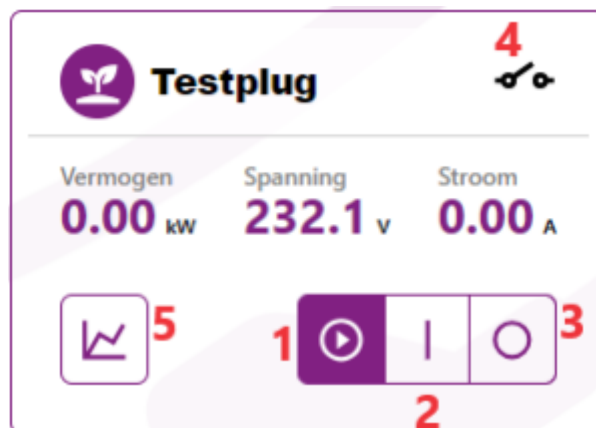 4
Testplug
Vermogen Spanning Stroom
0.00 kW 232.1 V 0.00 A
5 1 3
2